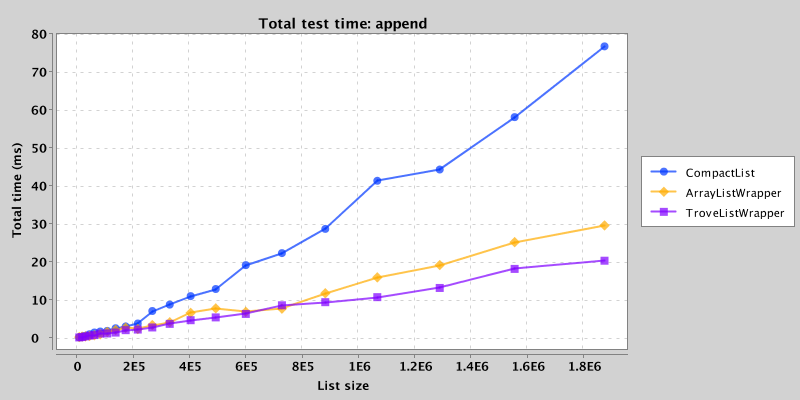 Total test time: append
80
70
60
50
40
30
20
10
0
Total time (ms)
0 2E5 4E5 6E5 8E5 1E6 1.2E6 1.4E6 1.6E6 1.8E6
List size
CompactList
ArrayListWrapper
TroveListWrapper